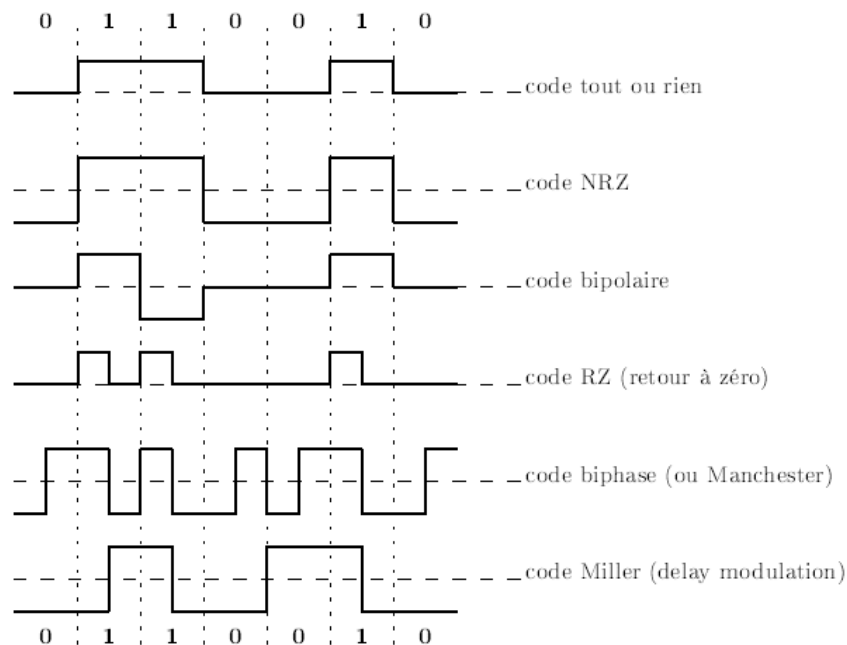 0 1 1 0 0 1 0
code tout ou rien
code NRZ
code bipolaire
code RZ (retour à zéro)
code biphase (ou Manchester)
code Miller (delay modulation)
0 1 1 0 0 1 0